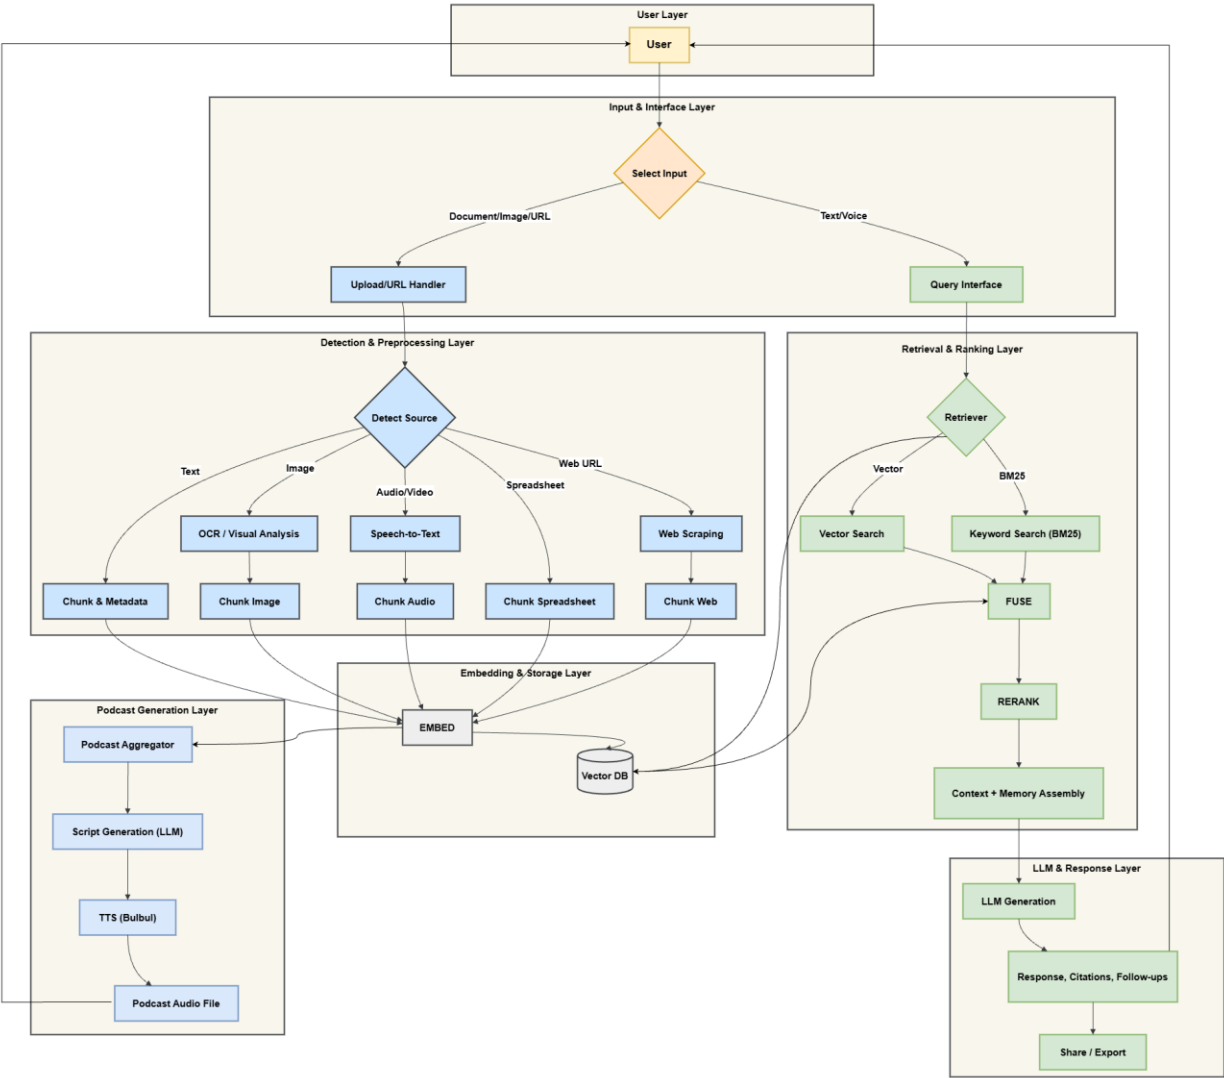 User Layer
User
Input & Interface Layer
Select Input
Document/Image/URL
Text/Voice
Upload/URL Handler
Query Interface
Detection & Preprocessing Layer
Detect Source
Text
Image
Audio/Video
Spreadsheet
Web URL
OCR / Visual Analysis
Speech-to-Text
Web Scraping
Chunk & Metadata
Chunk Image
Chunk Audio
Chunk Spreadsheet
Chunk Web
Retrieval & Ranking Layer
Retriever
Vector
BM25
Vector Search
Keyword Search (BM25)
FUSE
RERANK
Context + Memory Assembly
Embedding & Storage Layer
EMBED
Vector DB
Podcast Generation Layer
Podcast Aggregator
Script Generation (LLM)
TTS (Bulbul)
Podcast Audio File
LLM & Response Layer
LLM Generation
Response, Citations, Follow-ups
Share / Export